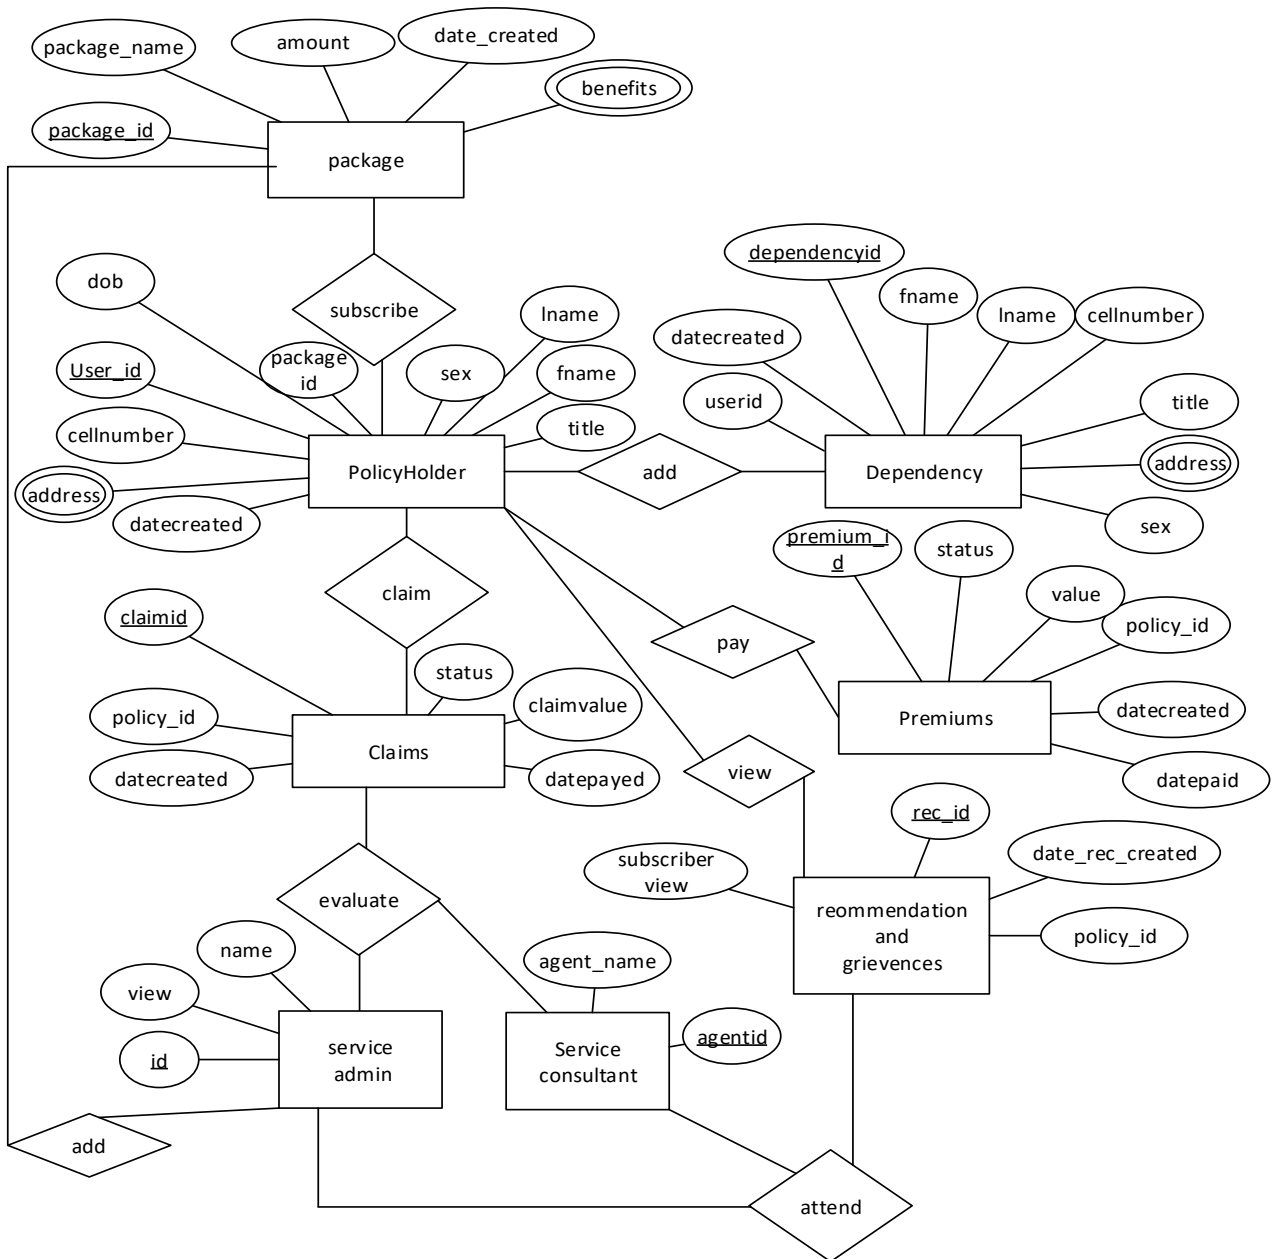 package_name
amount
date_created
benefits
package_id
package
dob
subscribe
lname
package
id
sex
fname
User_id
title
cellnumber
PolicyHolder
address
datecreated
add
dependencyid
fname
lname
cellnumber
datecreated
userid
title
Dependency
address
sex
premium_i
d
status
value
policy_id
pay
Premiums
datecreated
datepaid
claim
claimid
status
claimvalue
policy_id
Claims
datecreated
datepayed
view
rec_id
subscriber
view
date_rec_created
reommendation
and
grievences
policy_id
evaluate
name
view
id
service
admin
agent_name
agentid
Service
consultant
add
attend